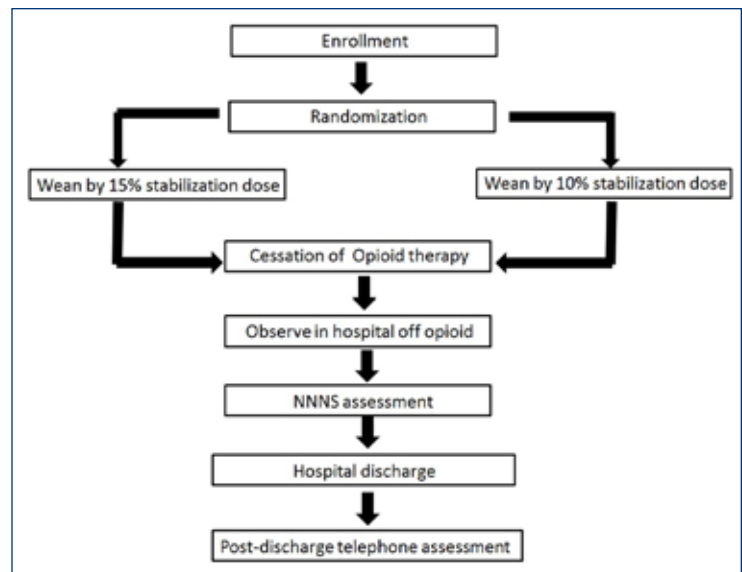 Enrollment
Randomization
Wean by 15% stabilization dose
Wean by 10% stabilization dose
Cessation of Opioid therapy
Observe in hospital off opioid
NNNS assessment
Hospital discharge
Post-discharge telephone assessment